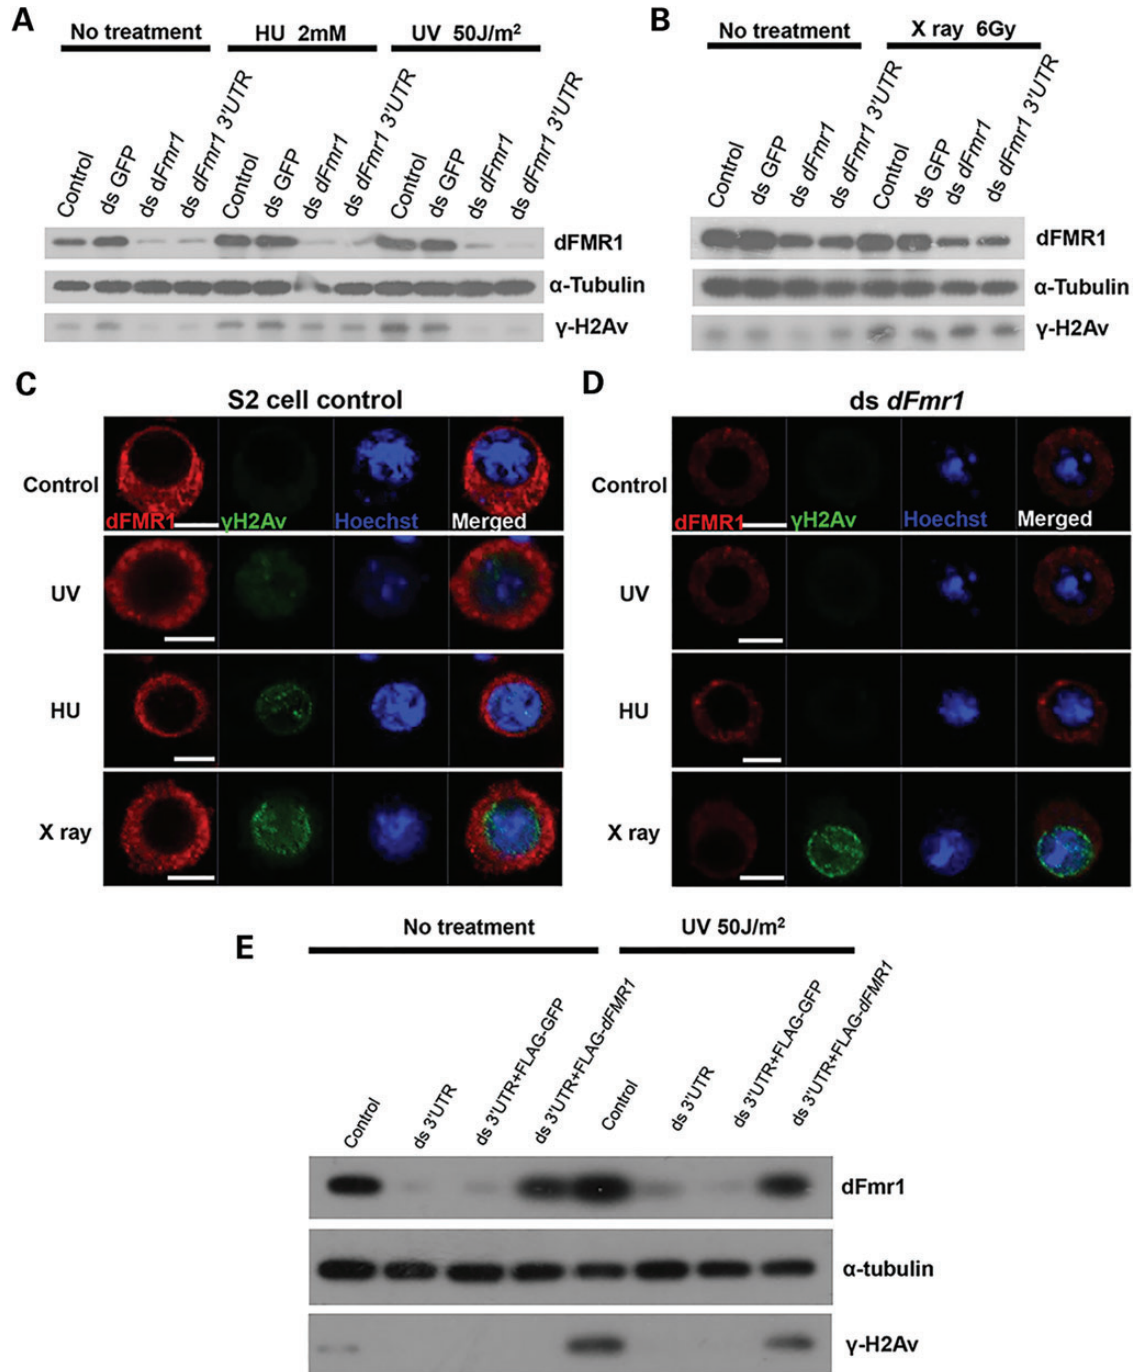 A
No treatment
HU 2mM
UV 50J/m²
Control
ds GFP
ds dFmr1
ds dFmr1 3'UTR
Control
ds GFP
ds dFmr1
ds dFmr1 3'UTR
Control
ds GFP
ds dFmr1
ds dFmr1 3'UTR
dFMR1
α-Tubulin
γ-H2Av
B
No treatment
X ray 6Gy
Control
ds GFP
ds dFmr1
ds dFmr1 3'UTR
Control
ds GFP
ds dFmr1
ds dFmr1 3'UTR
dFMR1
α-Tubulin
γ-H2Av
C
S2 cell control
Control
dFMR1
γH2Av
Hoechst
Merged
UV
HU
X ray
D
ds dFmr1
Control
dFMR1
γH2Av
Hoechst
Merged
UV
HU
X ray
E
No treatment
UV 50J/m²
Control
ds 3'UTR
ds 3'UTR+FLAG-GFP
ds 3'UTR+FLAG-dFMR1
Control
ds 3'UTR
ds 3'UTR+FLAG-GFP
ds 3'UTR+FLAG-dFMR1
dFmr1
α-tubulin
γ-H2Av